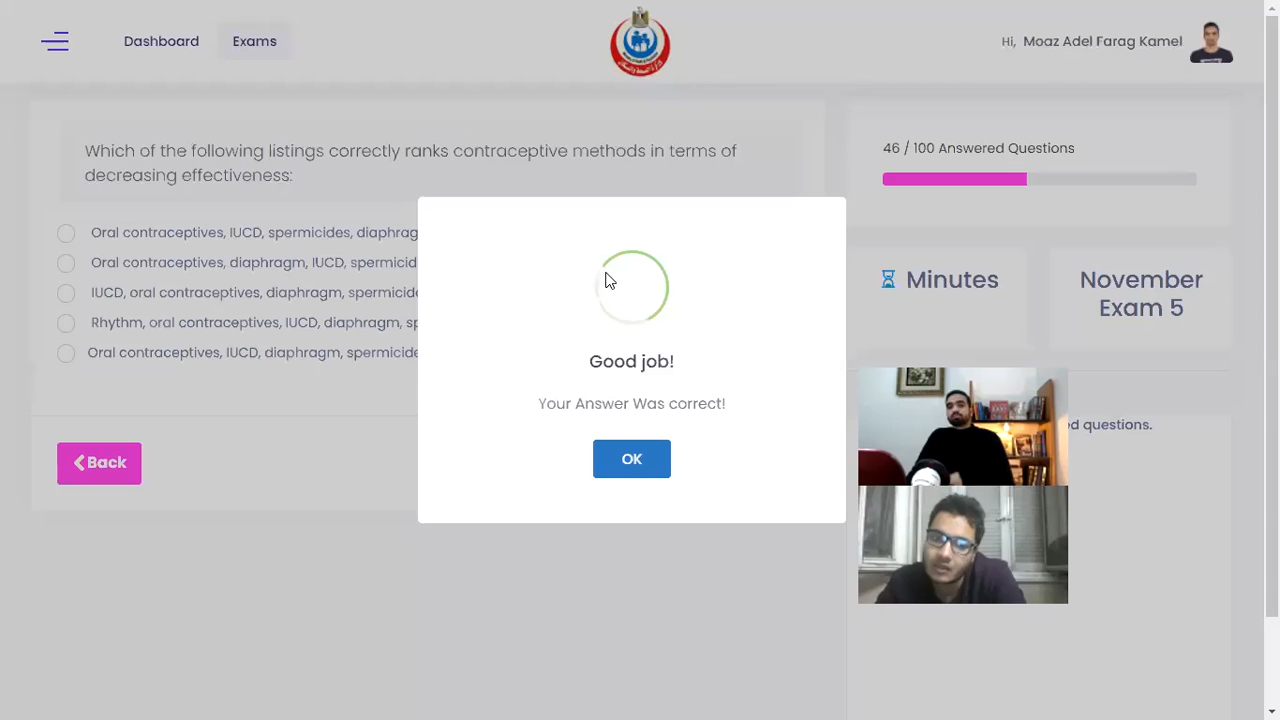 Dashboard
Exams
Hi, Moaz Adel Farag Kamel
Which of the following listings correctly ranks contraceptive methods in terms of
decreasing effectiveness:
Oral contraceptives, IUCD, spermicides, diaphrag
Oral contraceptives, diaphragm, IUCD, spermicid
IUCD, oral contraceptives, diaphragm, spermicide
Rhythm, oral contraceptives, IUCD, diaphragm, sp
Oral contraceptives, IUCD, diaphragm, spermicide
Back
Good job!
Your Answer Was correct!
OK
46 / 100 Answered Questions
Minutes
November
Exam 5
ed questions.